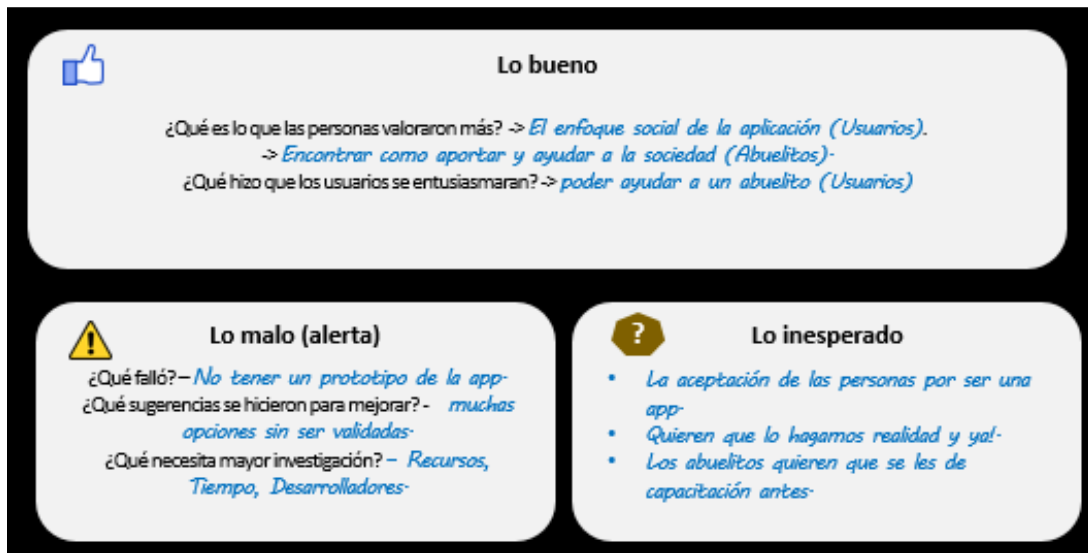 Lo bueno
¿Qué es lo que las personas valoraron más? -> El enfoque social de la aplicación (Usuarios).
-> Encontrar como aportar y ayudar a la sociedad (Abuelitos)-
¿Qué hizo que los usuarios se entusiasmaran? -> poder ayudar a un abuelito (Usuarios)
Lo malo (alerta)
¿Qué falló? – No tener un prototipo de la app-
¿Qué sugerencias se hicieron para mejorar? - muchas
opciones sin ser validadas-
¿Qué necesita mayor investigación? – Recursos,
Tiempo, Desarrolladores-
?
Lo inesperado
• La aceptación de las personas por ser una
app-
• Quieren que lo hagamos realidad y ya!-
• Los abuelitos quieren que se les de
capacitación antes-